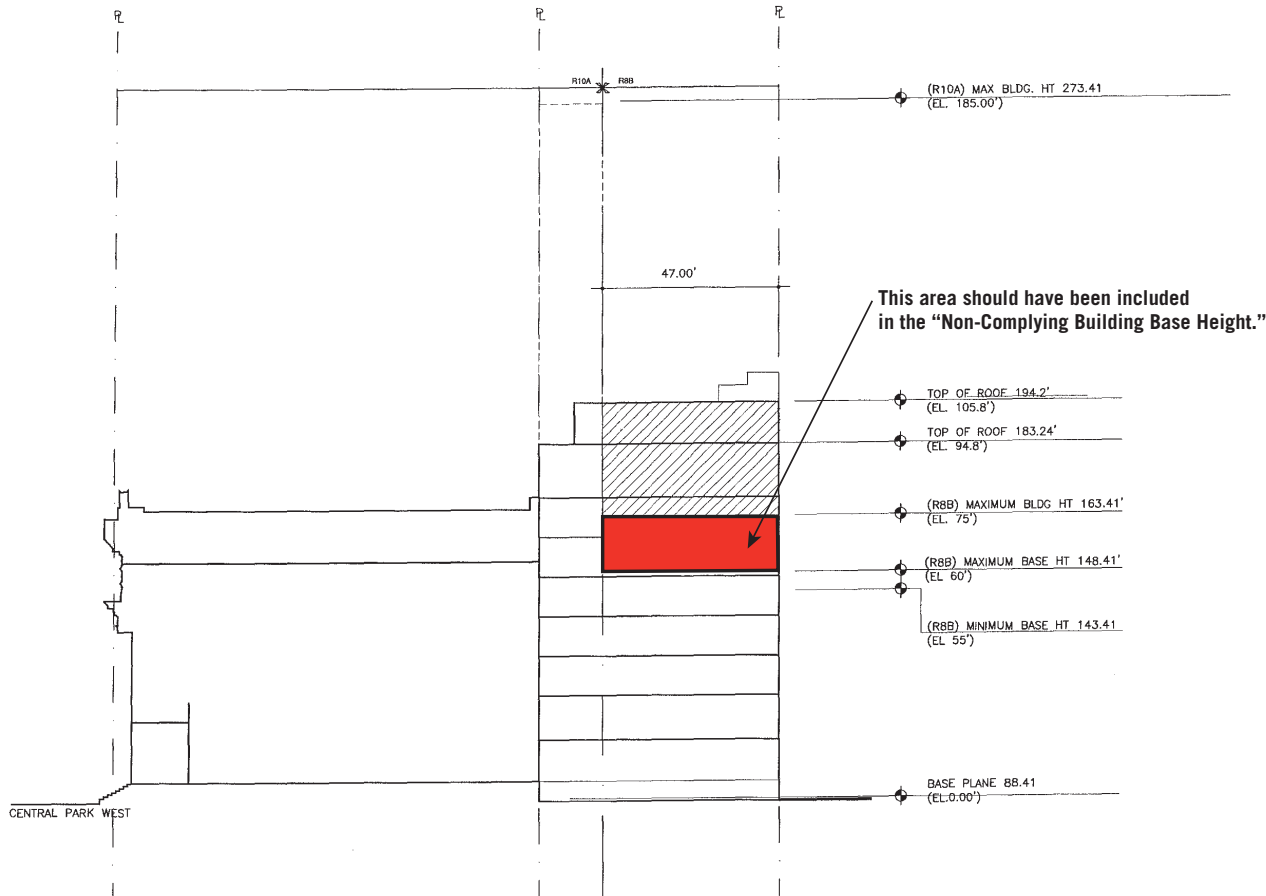 ℄ ℄ ℄
R10A R8B
(R10A) MAX BLDG. HT 273.41
(EL. 185.00')
47.00'
This area should have been included
in the “Non-Complying Building Base Height.”
TOP OF ROOF 194.2'
(EL. 105.8')
TOP OF ROOF 183.24'
(EL. 94.8')
(R8B) MAXIMUM BLDG HT 163.41'
(EL. 75')
(R8B) MAXIMUM BASE HT 148.41'
(EL 60')
(R8B) MINIMUM BASE HT 143.41
(EL 55')
BASE PLANE 88.41
(EL.0.00')
CENTRAL PARK WEST